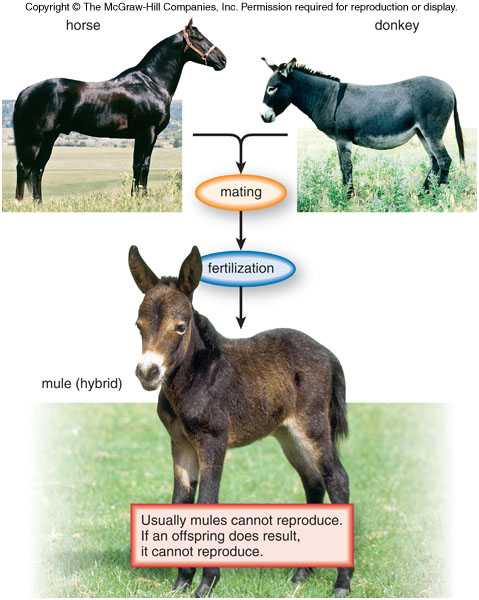 Copyright © The McGraw-Hill Companies, Inc. Permission required for reproduction or display.
horse
donkey
mating
fertilization
mule (hybrid)
Usually mules cannot reproduce.
If an offspring does result,
it cannot reproduce.